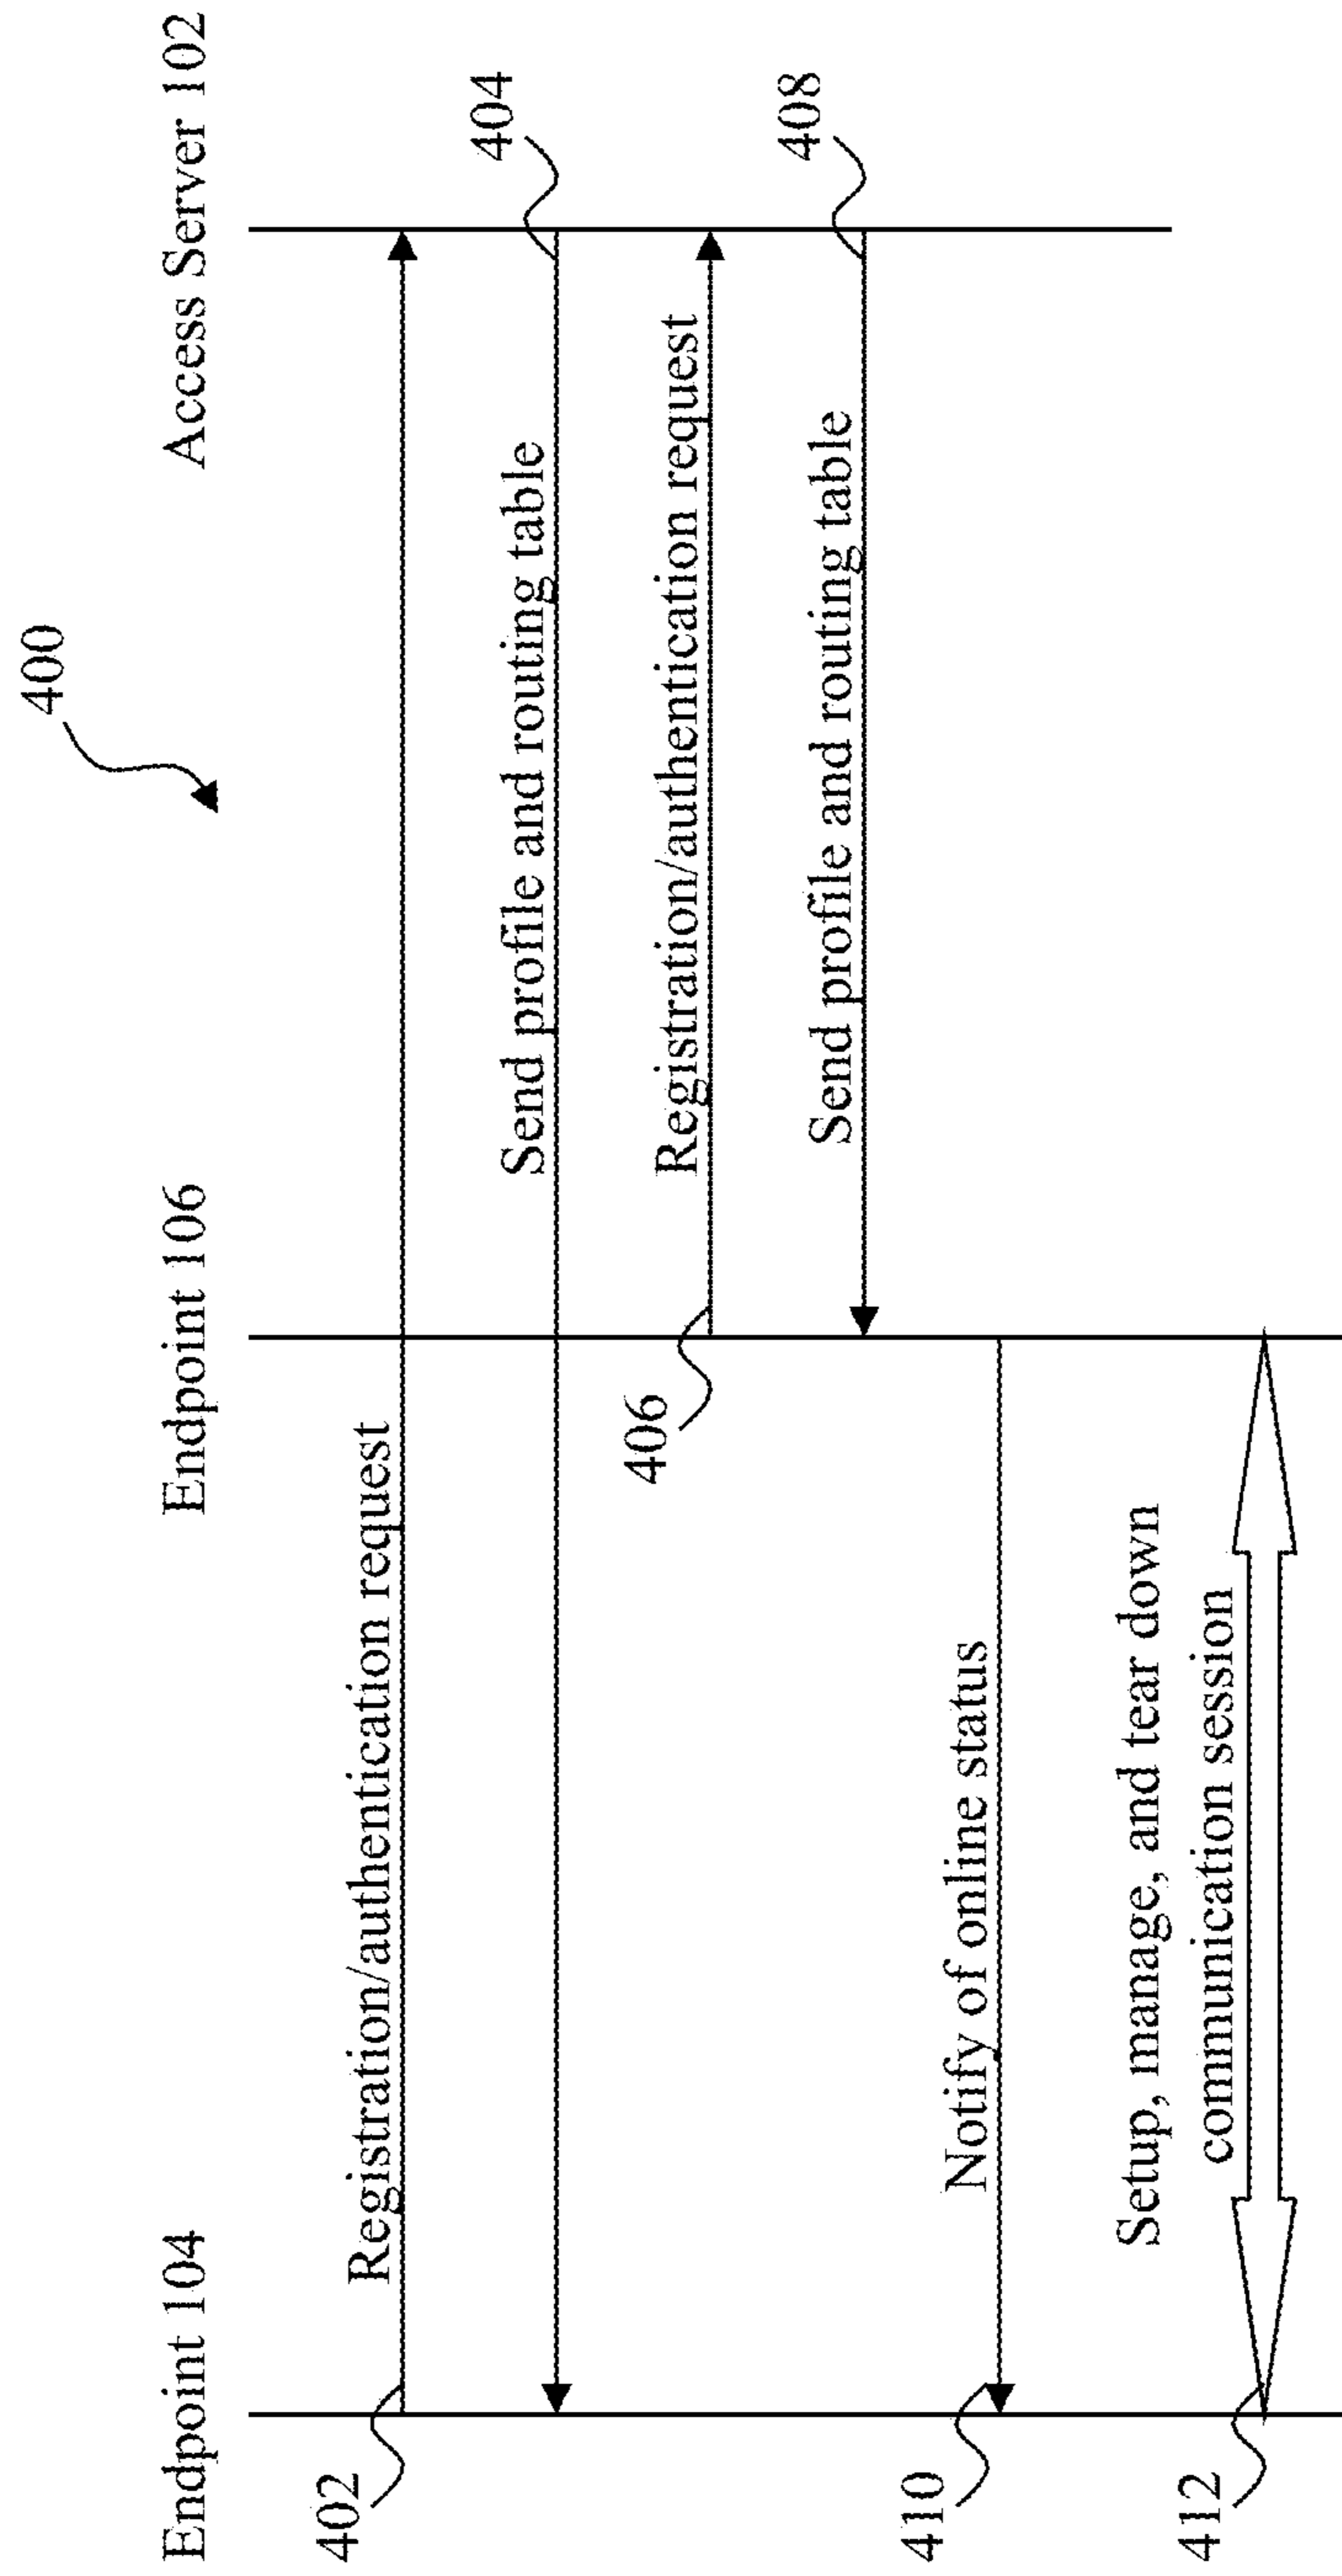 400
Endpoint 104
Endpoint 106
Access Server 102
402
Registration/authentication request
404
Send profile and routing table
406
Registration/authentication request
408
Send profile and routing table
410
Notify of online status
412
Setup, manage, and tear down
communication session